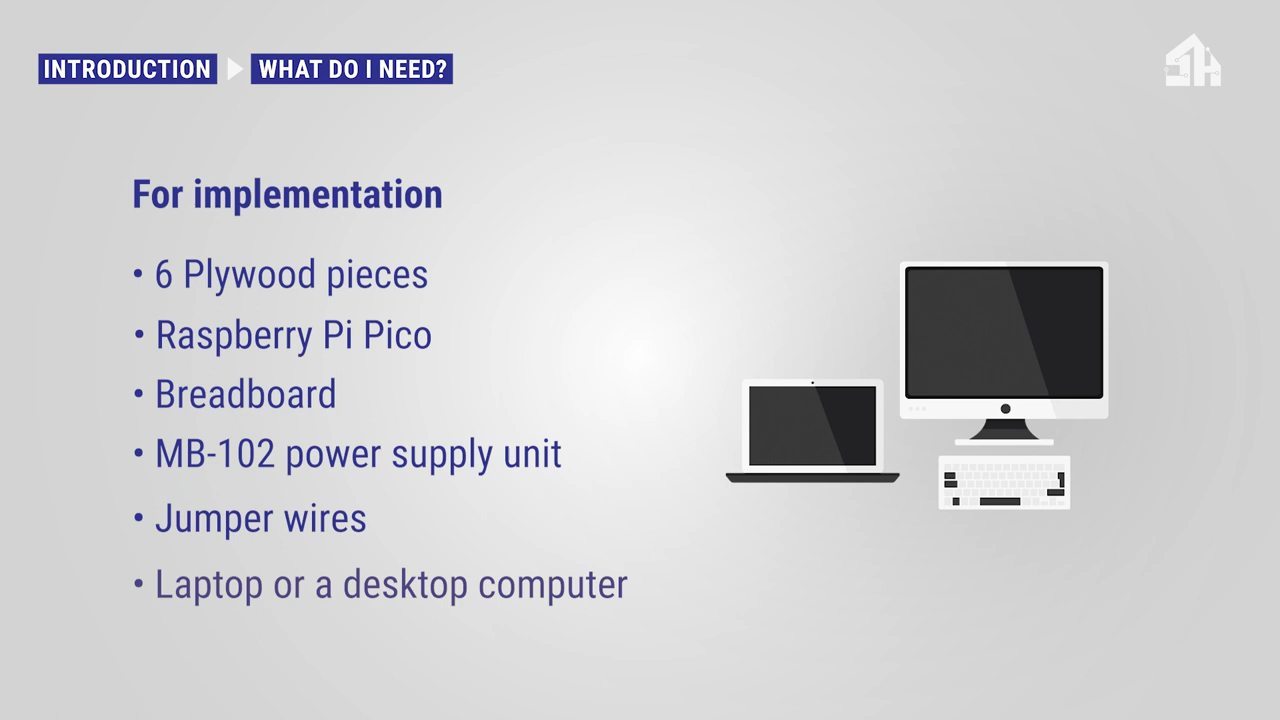 INTRODUCTION WHAT DO I NEED?
For implementation
• 6 Plywood pieces
• Raspberry Pi Pico
• Breadboard
• MB-102 power supply unit
• Jumper wires
• Laptop or a desktop computer